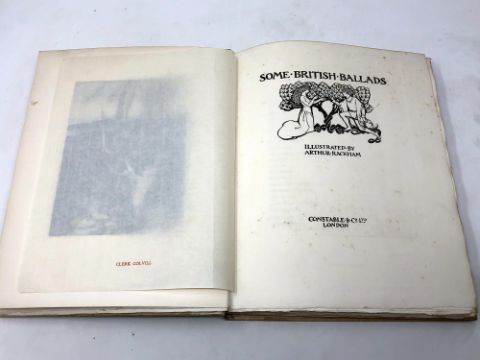 CLERK COLVILL
SOME·BRITISH·BALLADS
ILLUSTRATED·BY
ARTHUR·RACKHAM
CONSTABLE·&·Cº·LTD
LONDON